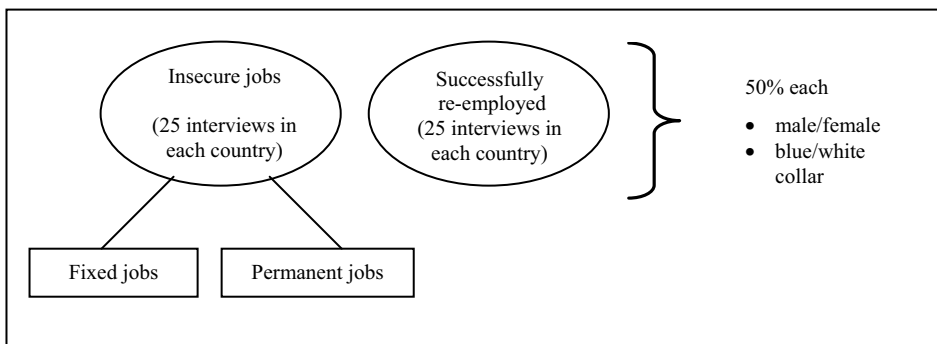 Insecure jobs
(25 interviews in
each country)
Successfully
re-employed
(25 interviews in
each country)
50% each
• male/female
• blue/white
collar
Fixed jobs
Permanent jobs